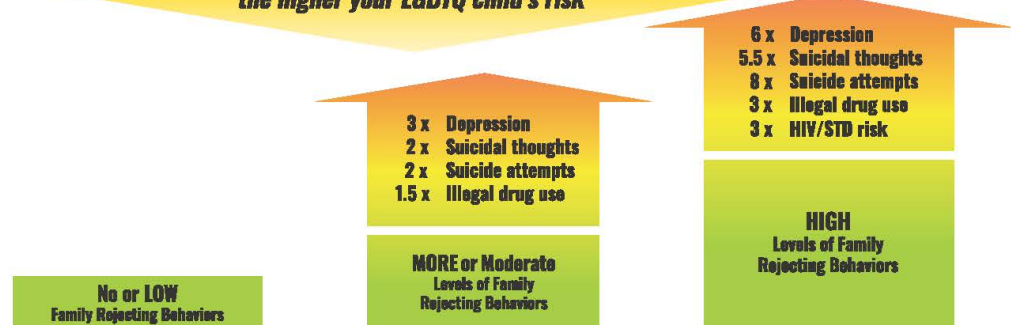 the higher your LGBTQ child's risk
6 x Depression
5.5 x Suicidal thoughts
8 x Suicide attempts
3 x Illegal drug use
3 x HIV/STD risk
3 x Depression
2 x Suicidal thoughts
2 x Suicide attempts
1.5 x Illegal drug use
HIGH
Levels of Family
Rejecting Behaviors
MORE or Moderate
Levels of Family
Rejecting Behaviors
No or LOW
Family Rejecting Behaviors